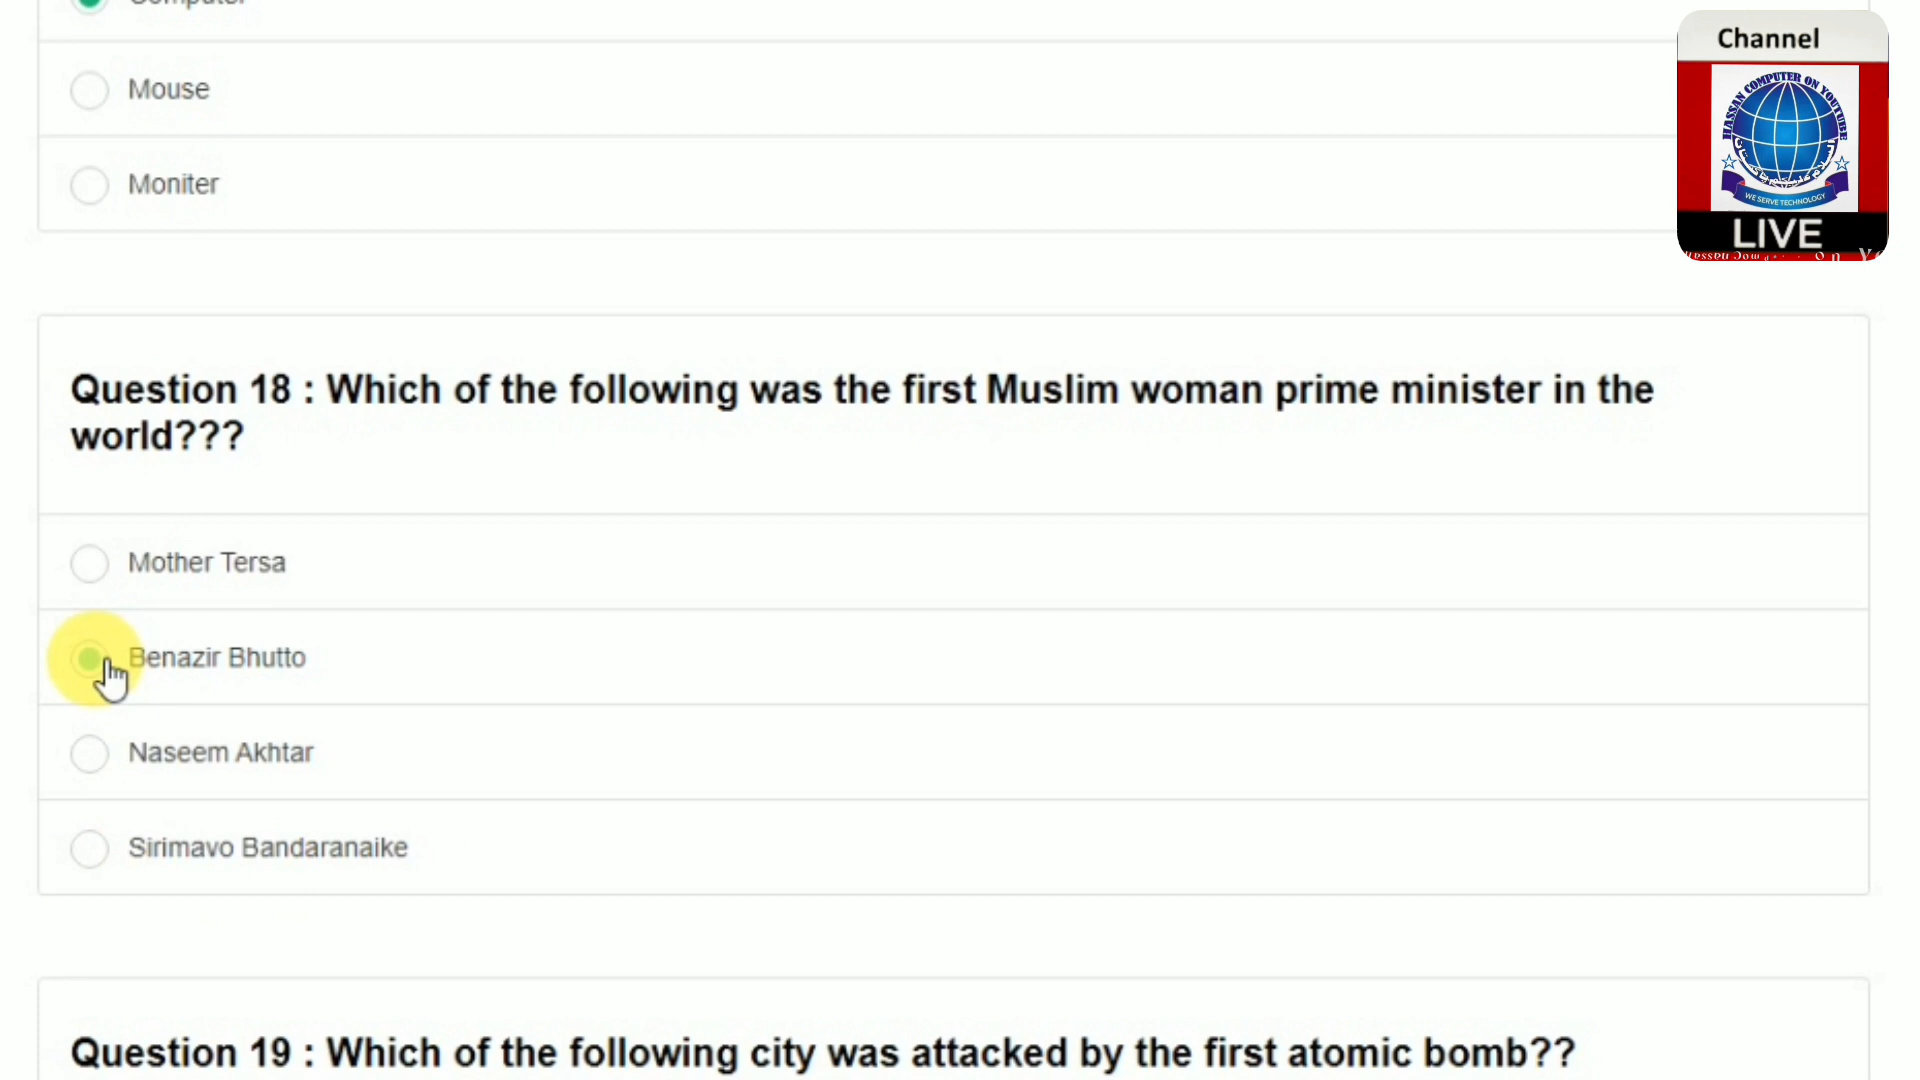 Computer
Channel
Mouse
HASSAN COMPUTER ON YOUTUBE
Moniter
WE SERVE TECHNOLOGY
LIVE
Question 18 : Which of the following was the first Muslim woman prime minister in the
world???
Mother Tersa
Benazir Bhutto
Naseem Akhtar
Sirimavo Bandaranaike
Question 19 : Which of the following city was attacked by the first atomic bomb??